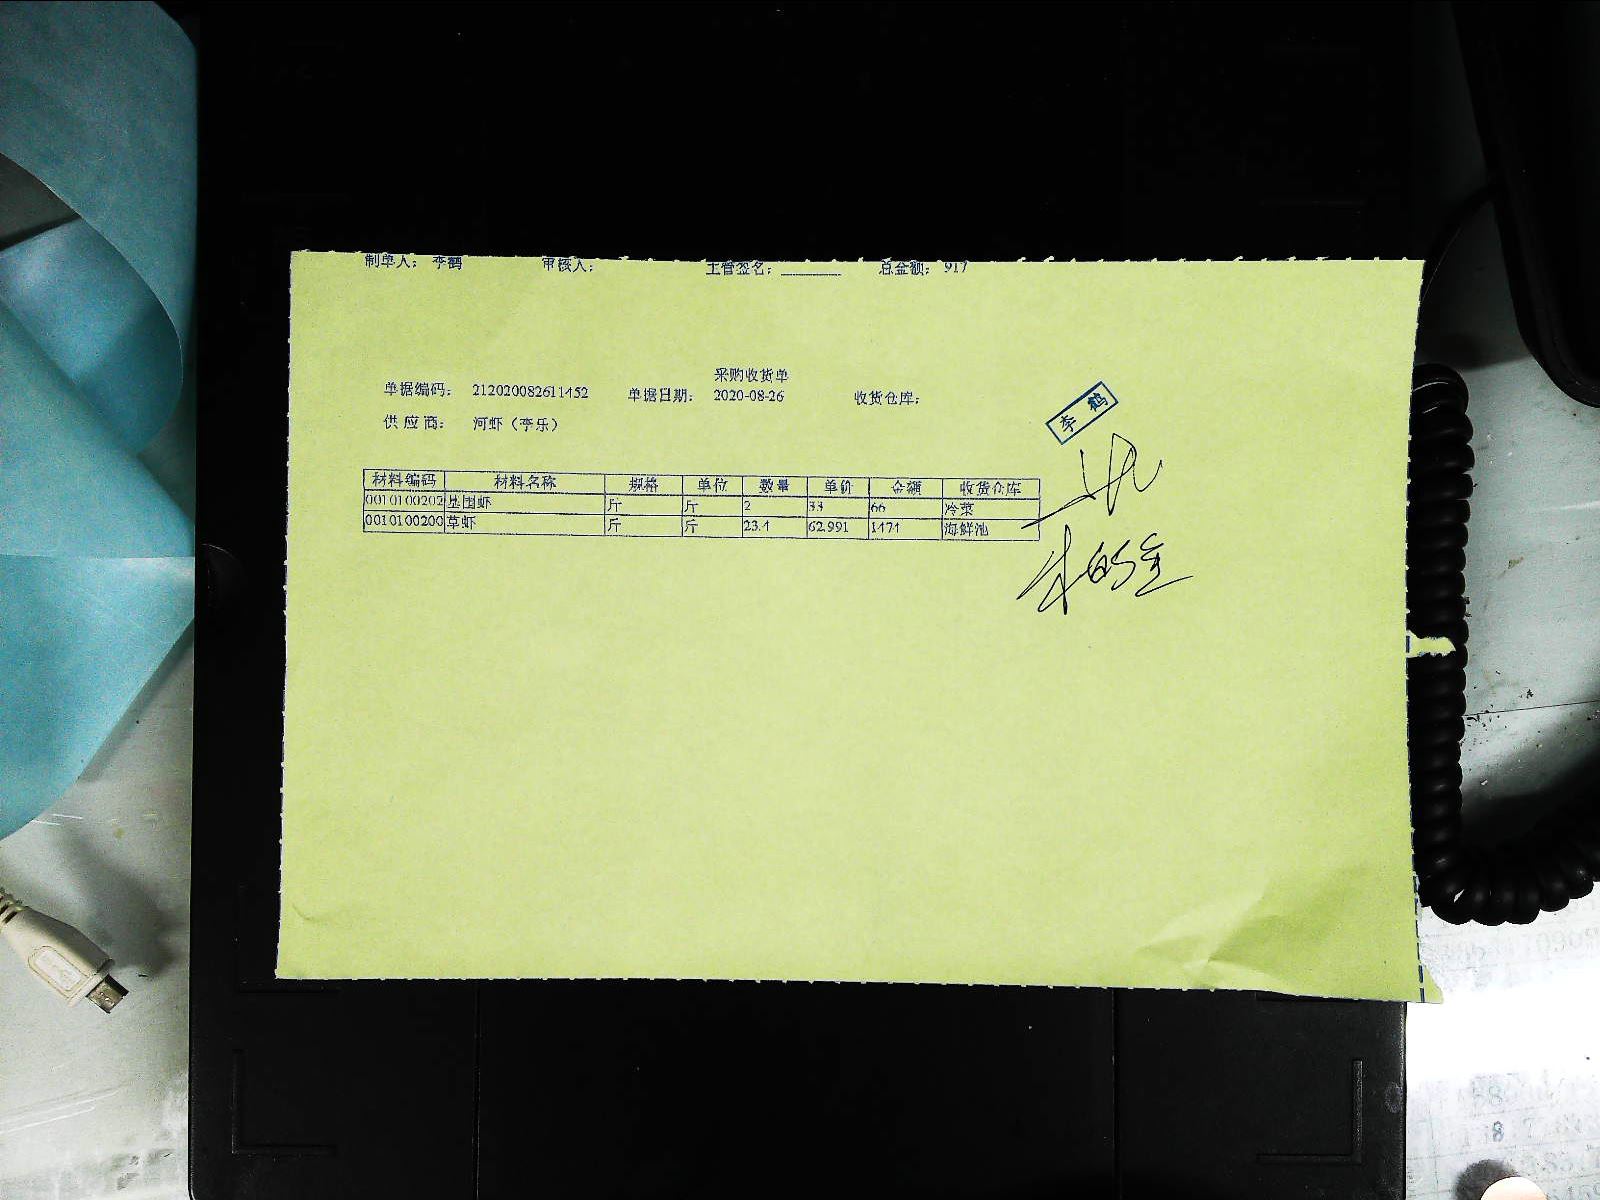 制单人： 李鹤 审核人： 主管签名：________ 总金额： 917
采购收货单
单据编码： 212020082611452 单据日期： 2020-08-26 收货仓库：
供 应 商： 河虾（李乐）
李 鹤
材料编码 材料名称 规格 单位 数量 单价 金额 收货仓库
0010100202 基围虾 斤 斤 2 33 66 冷菜
0010100200 草虾 斤 斤 23.4 62.991 1474 海鲜池